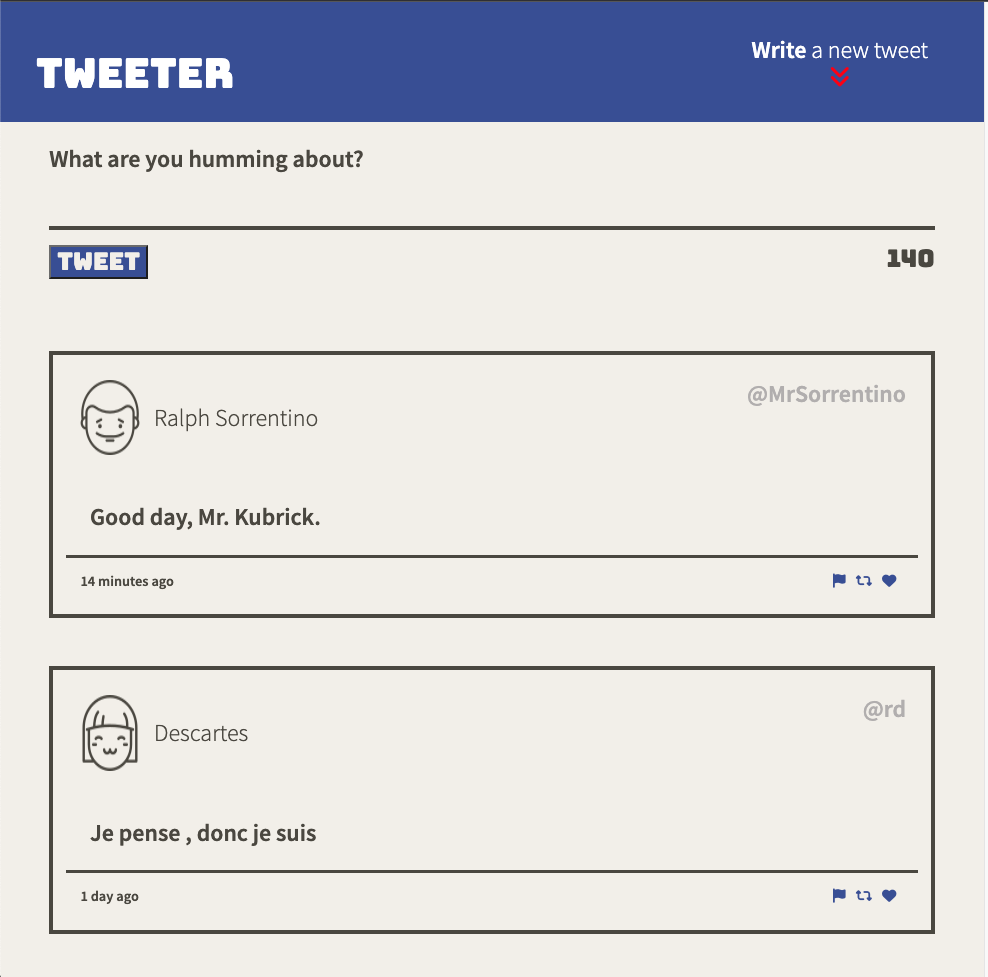 TWEETER
Write a new tweet
What are you humming about?
TWEET
140
Ralph Sorrentino
@MrSorrentino
Good day, Mr. Kubrick.
14 minutes ago
Descartes
@rd
Je pense , donc je suis
1 day ago